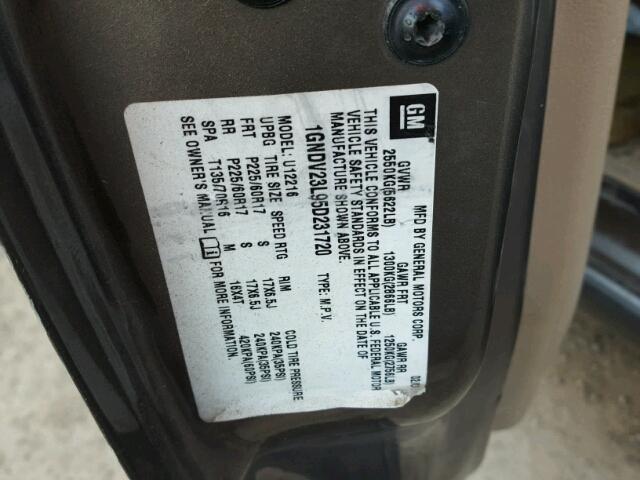 GM
MFD BY GENERAL MOTORS CORP.
GVWR GAWR FRT GAWR RR
2550KG(5622LB) 1300KG(2866LB) 1250KG(2756LB)
THIS VEHICLE CONFORMS TO ALL APPLICABLE U.S. FEDERAL MOTOR
VEHICLE SAFETY STANDARDS IN EFFECT ON THE DATE OF
MANUFACTURE SHOWN ABOVE.
1GNDV23L95D231720 TYPE: M.P.V.
MODEL: U12216
UPBG TIRE SIZE SPEED RTG RIM COLD TIRE PRESSURE
FRT P225/60R17 S 17X6.5J 240KPA(35PSI)
RR P225/60R17 S 17X6.5J 240KPA(35PSI)
SPA T135/70R16 M 16X4T 420KPA(60PSI)
SEE OWNER'S MANUAL FOR MORE INFORMATION.